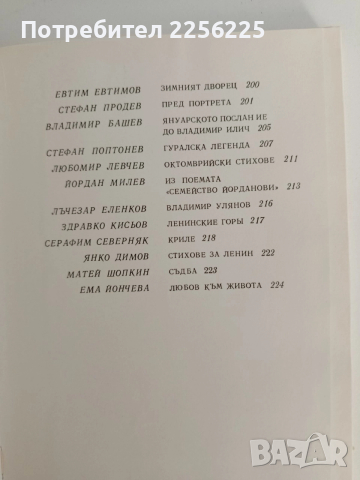 Потребител 2256296
ЕВТИМ ЕВТИМОВ ЗИМНИЯТ ДВОРЕЦ 200
СТЕФАН ПРОДЕВ ПРЕД ПОРТРЕТА 201
ВЛАДИМИР БАШЕВ ЯНУАРСКОТО ПОСЛАНИЕ
ДО ВЛАДИМИР ИЛИЧ 205
СТЕФАН ПОПТОНЕВ ГУРАЛСКА ЛЕГЕНДА 207
ЛЮБОМИР ЛЕВЧЕВ ОКТОМВРИЙСКИ СТИХОВЕ 211
ЙОРДАН МИЛЕВ ИЗ ПОЕМАТА
«СЕМЕЙСТВО ЙОРДАНОВИ» 213
ЛЪЧЕЗАР ЕЛЕНКОВ ВЛАДИМИР УЛЯНОВ 216
ЗДРАВКО КИСЬОВ ЛЕНИНСКИЕ ГОРЫ 217
СЕРАФИМ СЕВЕРНЯК КРИЛЕ 218
ЯНКО ДИМОВ СТИХОВЕ ЗА ЛЕНИН 222
МАТЕЙ ШОПКИН СЪДБА 223
ЕМА ЙОНЧЕВА ЛЮБОВ КЪМ ЖИВОТА 224
BAZAR